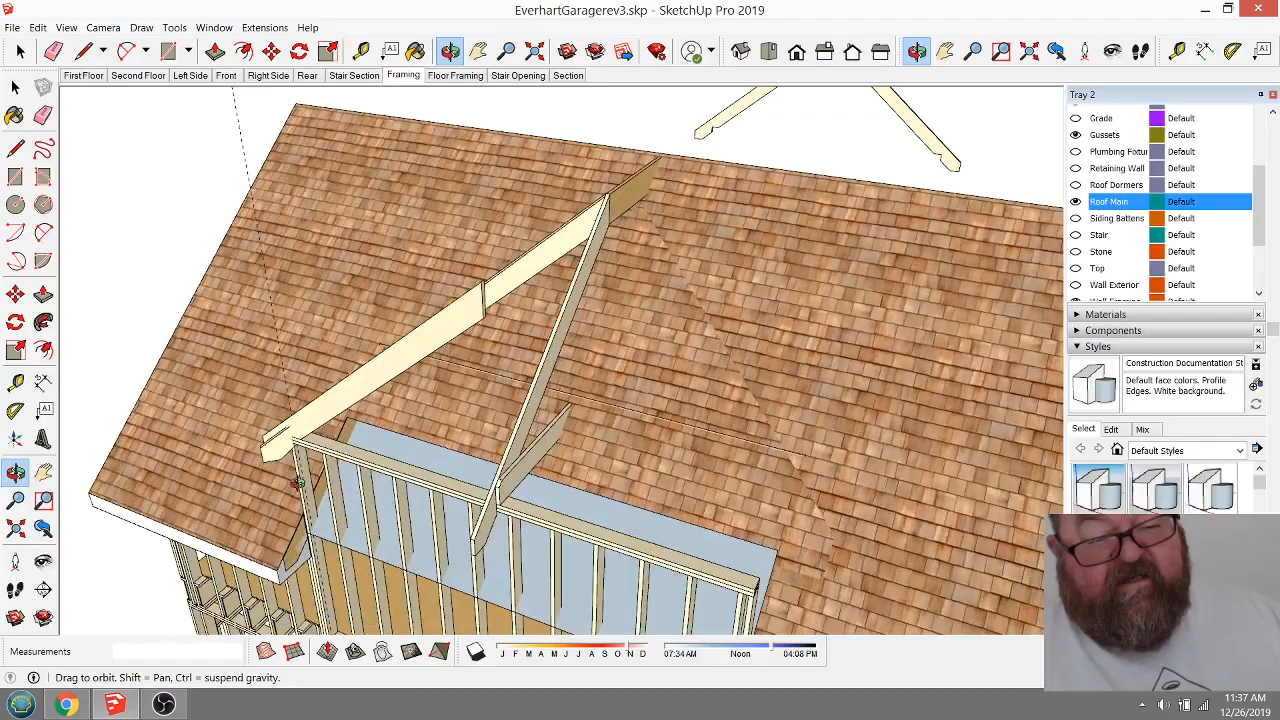 EverhartGaragerev3.skp - SketchUp Pro 2019
File Edit View Camera Draw Tools Window Extensions Help
First Floor Second Floor Left Side Front Right Side Rear Stair Section Framing Floor Framing Stair Opening Section
Tray 2
Grade Default
Gussets Default
Plumbing Fixtu Default
Retaining Wall Default
Roof Dormers Default
Roof Main Default
Siding Battens Default
Stair Default
Stone Default
Top Default
Wall Exterior Default
Wall Framing Default
Materials
Components
Styles
Construction Documentation St
Default face colors. Profile
Edges. White background.
Select Edit Mix
Default Styles
Measurements
J F M A M J J A S O N D
07:34 AM Noon 04:08 PM
Drag to orbit. Shift = Pan, Ctrl = suspend gravity.
11:37 AM
12/26/2019